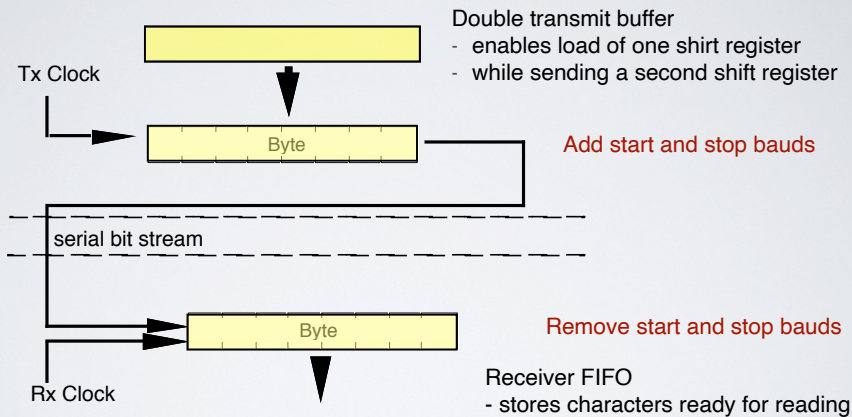 Double transmit buffer
- enables load of one shirt register
- while sending a second shift register
Tx Clock
Byte
Add start and stop bauds
serial bit stream
Byte
Remove start and stop bauds
Rx Clock
Receiver FIFO
- stores characters ready for reading